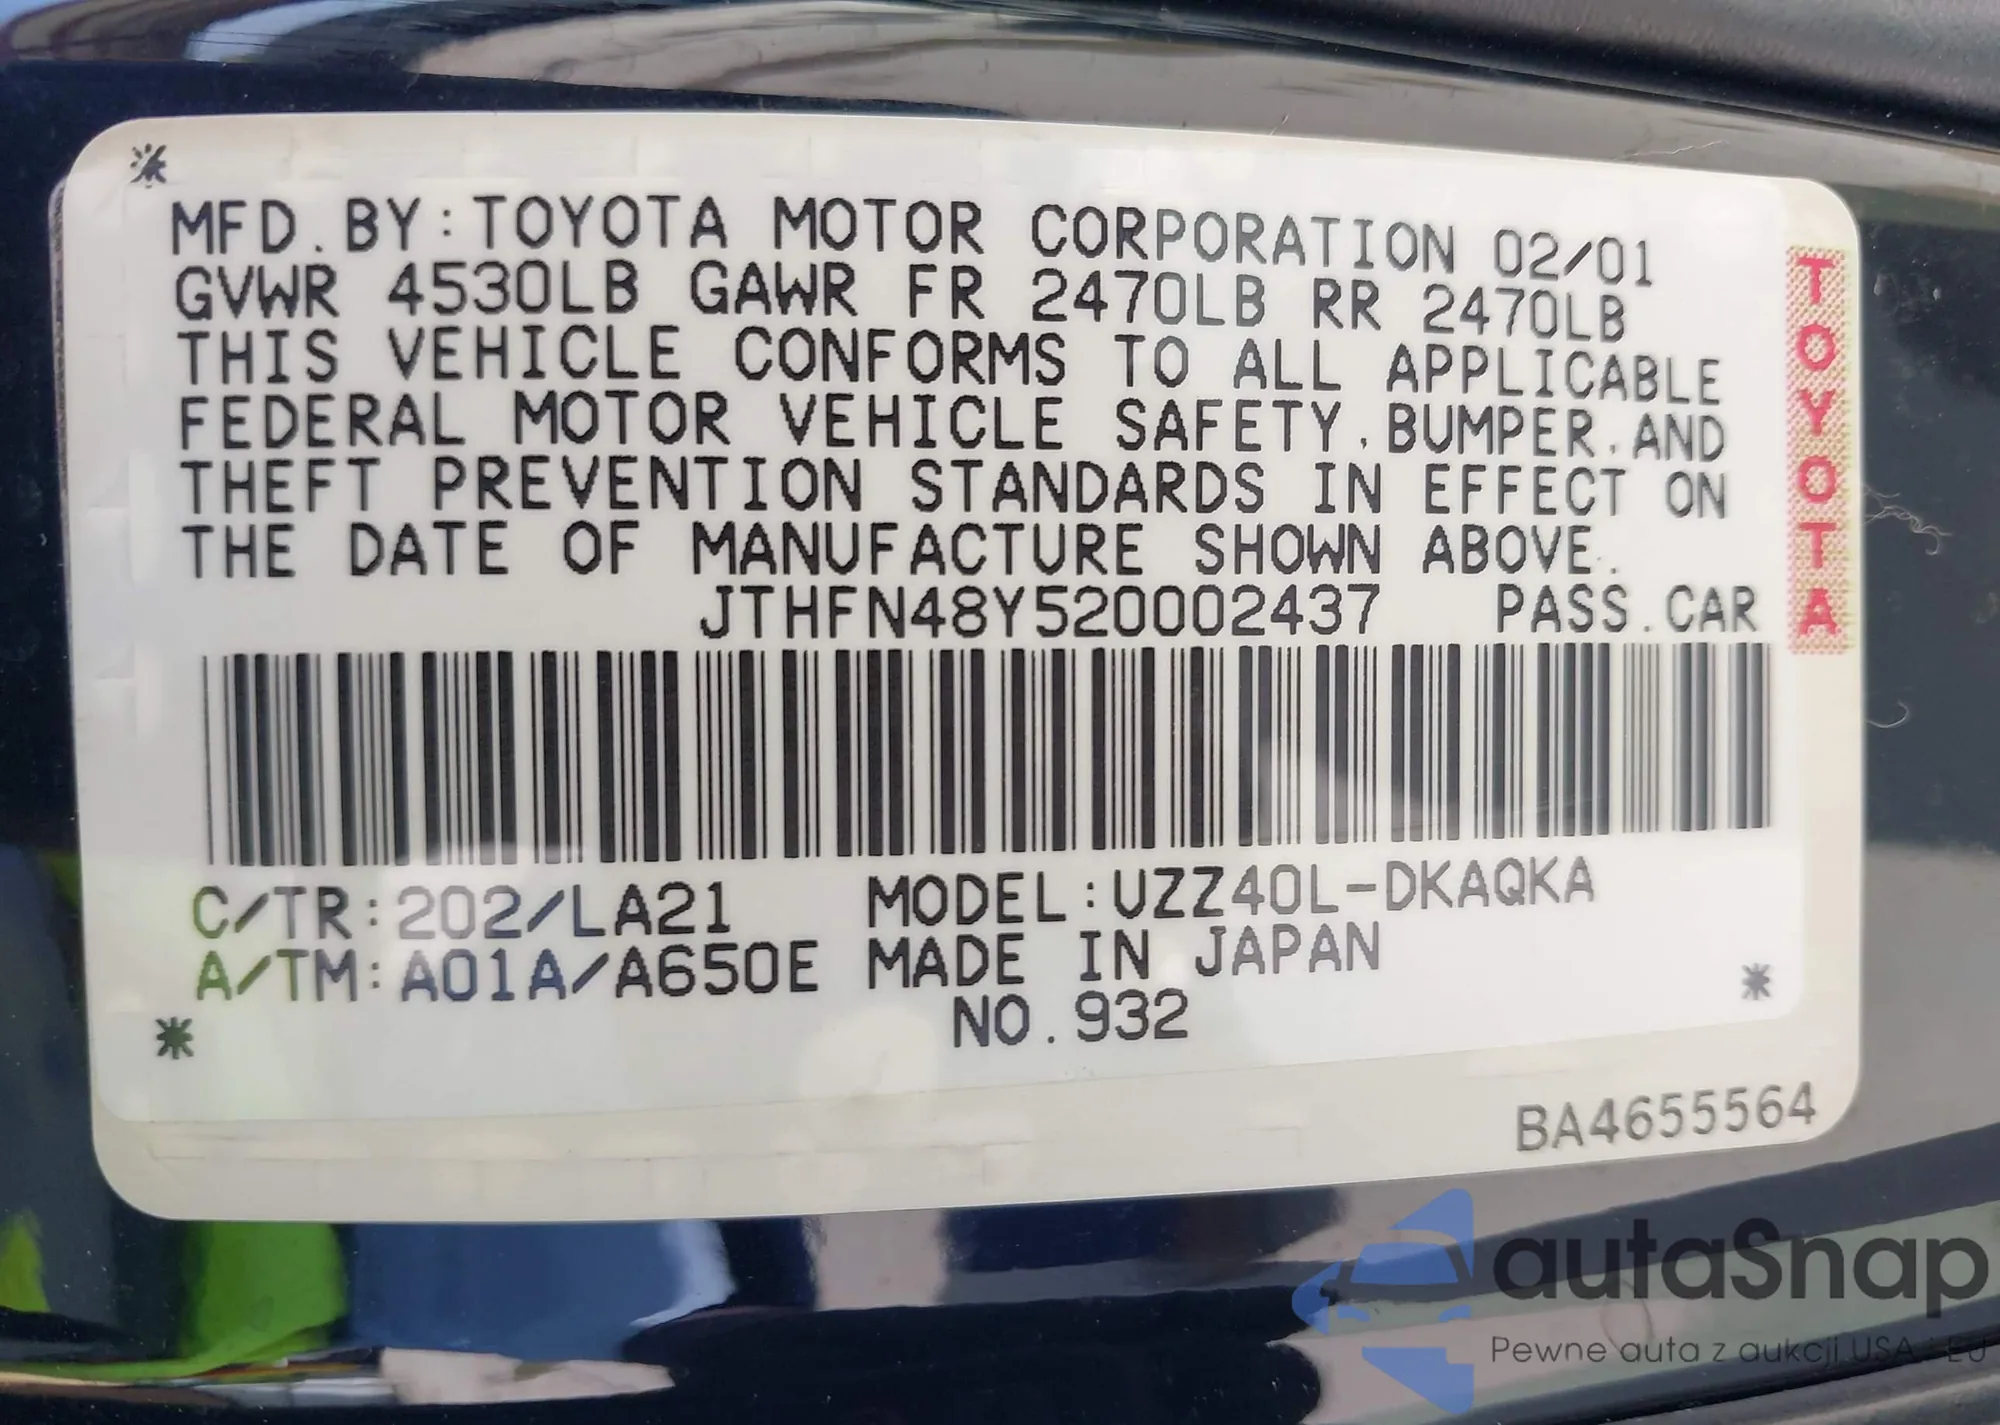 MFD. BY: TOYOTA MOTOR CORPORATION 02/01
GVWR 4530LB GAWR FR 2470LB RR 2470LB
THIS VEHICLE CONFORMS TO ALL APPLICABLE
FEDERAL MOTOR VEHICLE SAFETY, BUMPER, AND
THEFT PREVENTION STANDARDS IN EFFECT ON
THE DATE OF MANUFACTURE SHOWN ABOVE.
JTHFN48Y520002437 PASS. CAR
TOYOTA
C/TR: 202/LA21 MODEL: UZZ40L-DKAQKA
A/TM: A01A/A650E MADE IN JAPAN
NO. 932
BA4655564
autaSnap
Pewne auta z aukcji USA i EU